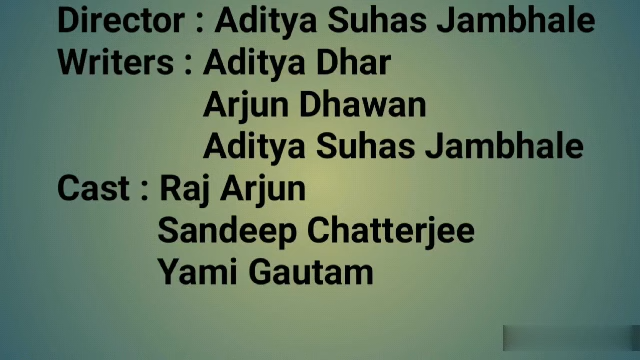 Director : Aditya Suhas Jambhale
Writers : Aditya Dhar
Arjun Dhawan
Aditya Suhas Jambhale
Cast : Raj Arjun
Sandeep Chatterjee
Yami Gautam